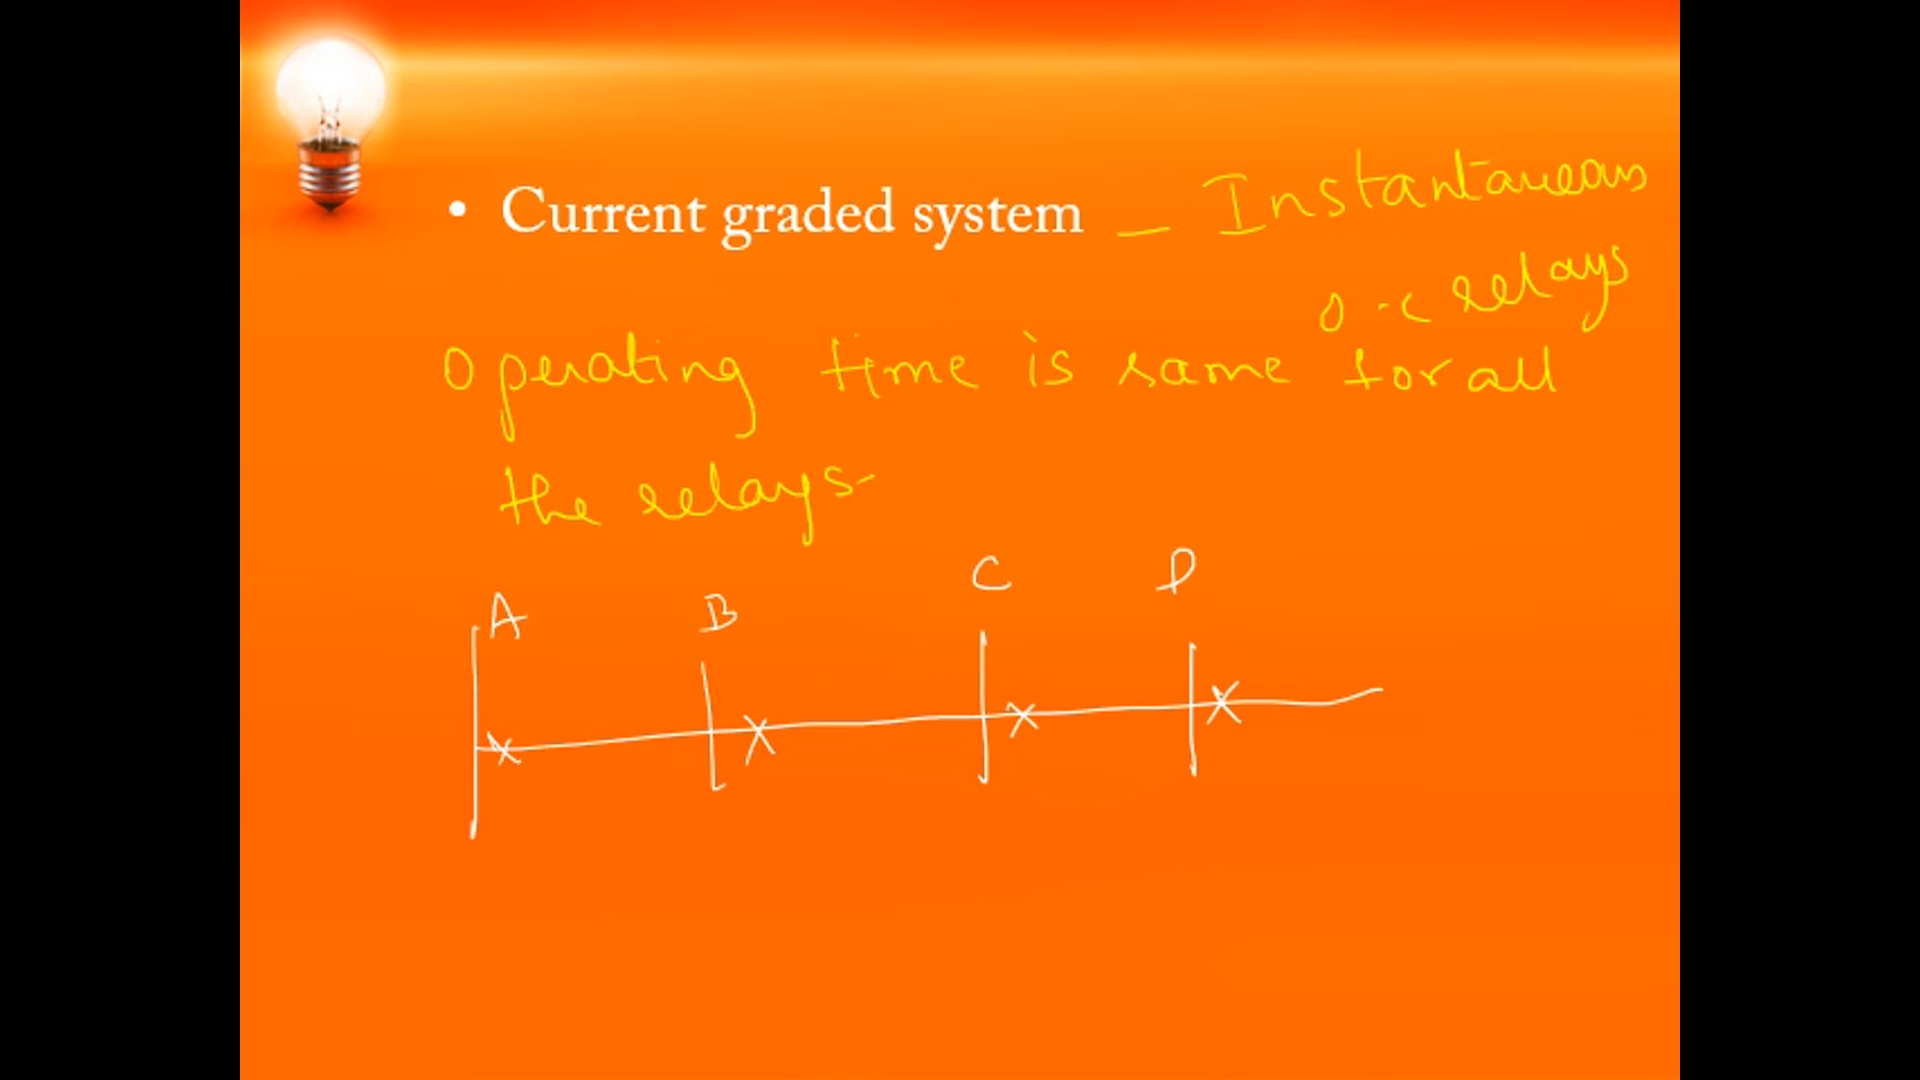 • Current graded system – Instantaneous
o.c relays
Operating time is same for all
the relays-
A B C D